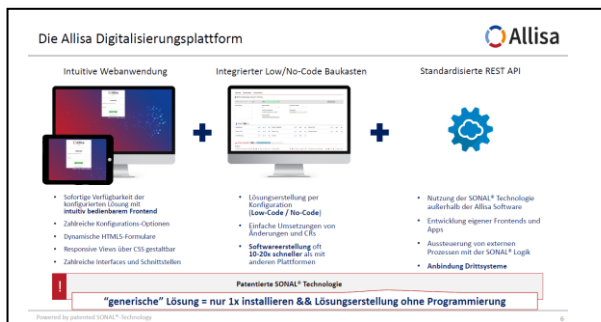 Die Allisa Digitalisierungsplattform
Allisa
Intuitive Webanwendung
Integrierter Low/No-Code Baukasten
Standardisierte REST API
• Sofortige Verfügbarkeit der
konfigurierten Lösung mit
intuitiv bedienbarem Frontend
• Zahlreiche Konfigurations-Optionen
• Dynamische HTML5-Formulare
• Responsive Views über CSS gestaltbar
• Zahlreiche Interfaces und Schnittstellen
• Lösungserstellung per
Konfiguration
(Low-Code / No-Code)
• Einfache Umsetzungen von
Änderungen und CRs
• Softwareerstellung oft
10-20x schneller als mit
anderen Plattformen
• Nutzung der SONAL® Technologie
außerhalb der Allisa Software
• Entwicklung eigener Frontends und
Apps
• Aussteuerung von externen
Prozessen mit der SONAL® Logik
• Anbindung Drittsysteme
Patentierte SONAL® Technologie
"generische" Lösung = nur 1x installieren && Lösungserstellung ohne Programmierung
Powered by patented SONAL®-Technology
6